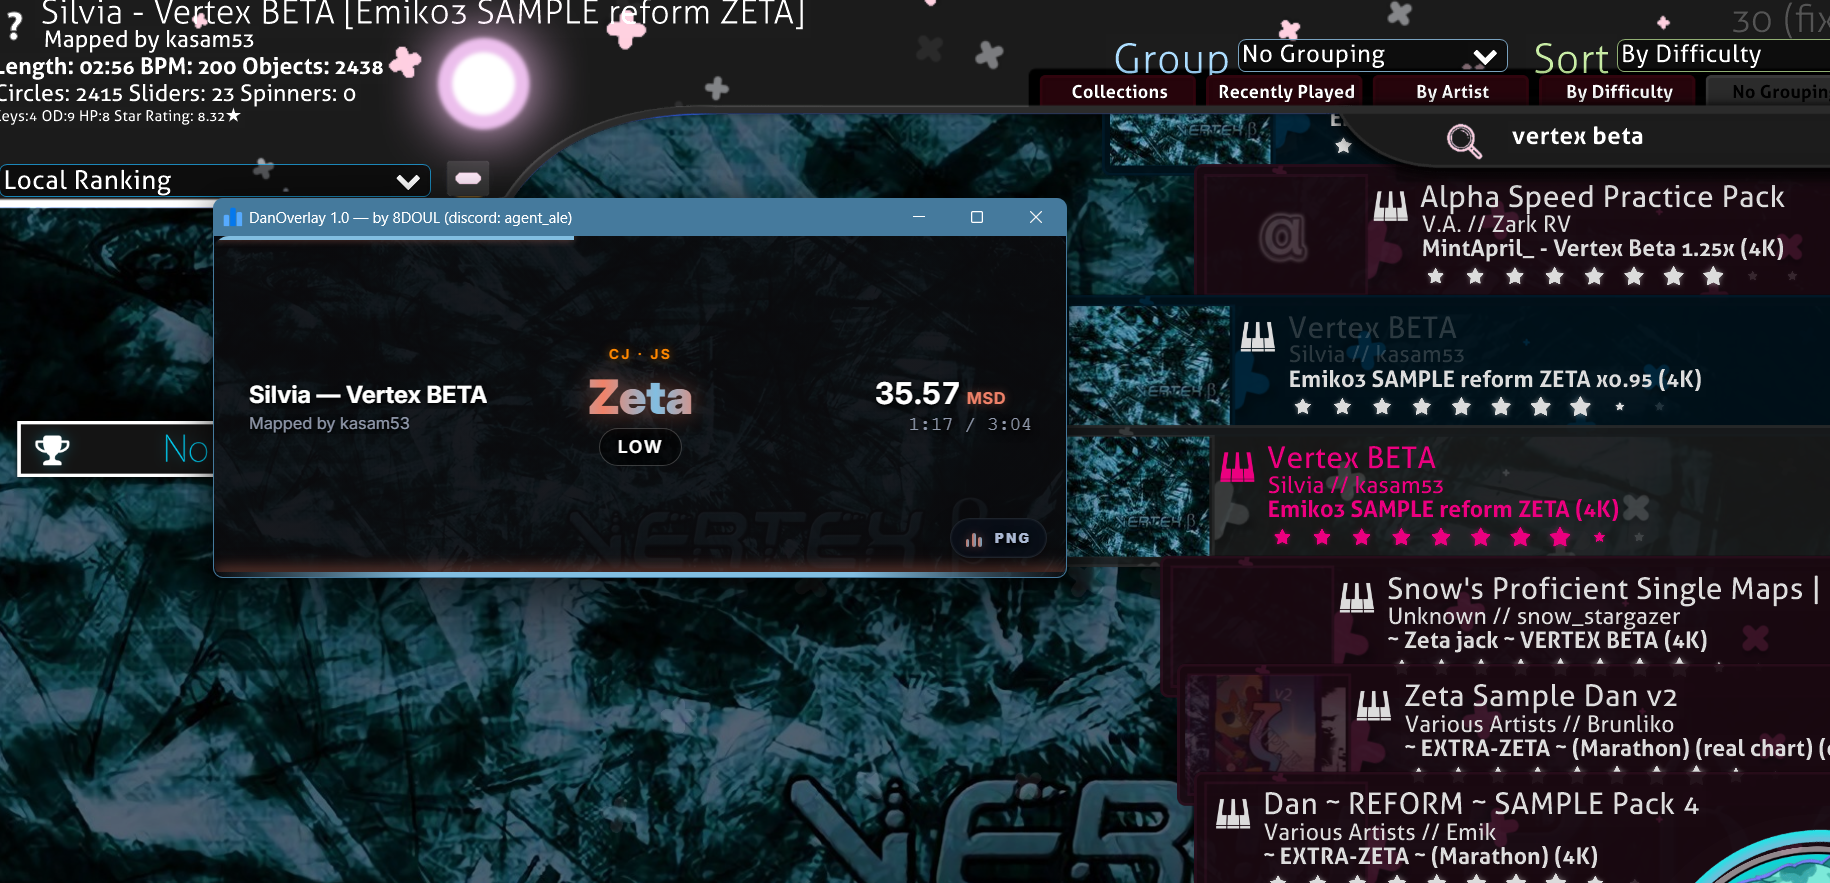 Silvia - Vertex BETA [Emiko3 SAMPLE reform ZETA]
Mapped by kasam53
Length: 02:56 BPM: 200 Objects: 2438
Circles: 2415 Sliders: 23 Spinners: 0
Keys:4 OD:9 HP:8 Star Rating: 8.32★
Local Ranking
No
30 (fix
Group No Grouping
Sort By Difficulty
Collections
Recently Played
By Artist
By Difficulty
No Grouping
vertex beta
DanOverlay 1.0 — by 8DOUL (discord: agent_ale)
CJ · JS
Silvia — Vertex BETA
Mapped by kasam53
Zeta
LOW
35.57 MSD
1:17 / 3:04
PNG
VERTEX β
Alpha Speed Practice Pack
V.A. // Zark RV
MintApril_ - Vertex Beta 1.25x (4K)
Vertex BETA
Silvia // kasam53
Emiko3 SAMPLE reform ZETA x0.95 (4K)
VERTEX β
Vertex BETA
Silvia // kasam53
Emiko3 SAMPLE reform ZETA (4K)
VERTEX β
Snow's Proficient Single Maps |
Unknown // snow_stargazer
~ Zeta jack ~ VERTEX BETA (4K)
Zeta Sample Dan v2
Various Artists // Brunliko
~ EXTRA-ZETA ~ (Marathon) (real chart) (
Dan ~ REFORM ~ SAMPLE Pack 4
Various Artists // Emik
~ EXTRA-ZETA ~ (Marathon) (4K)